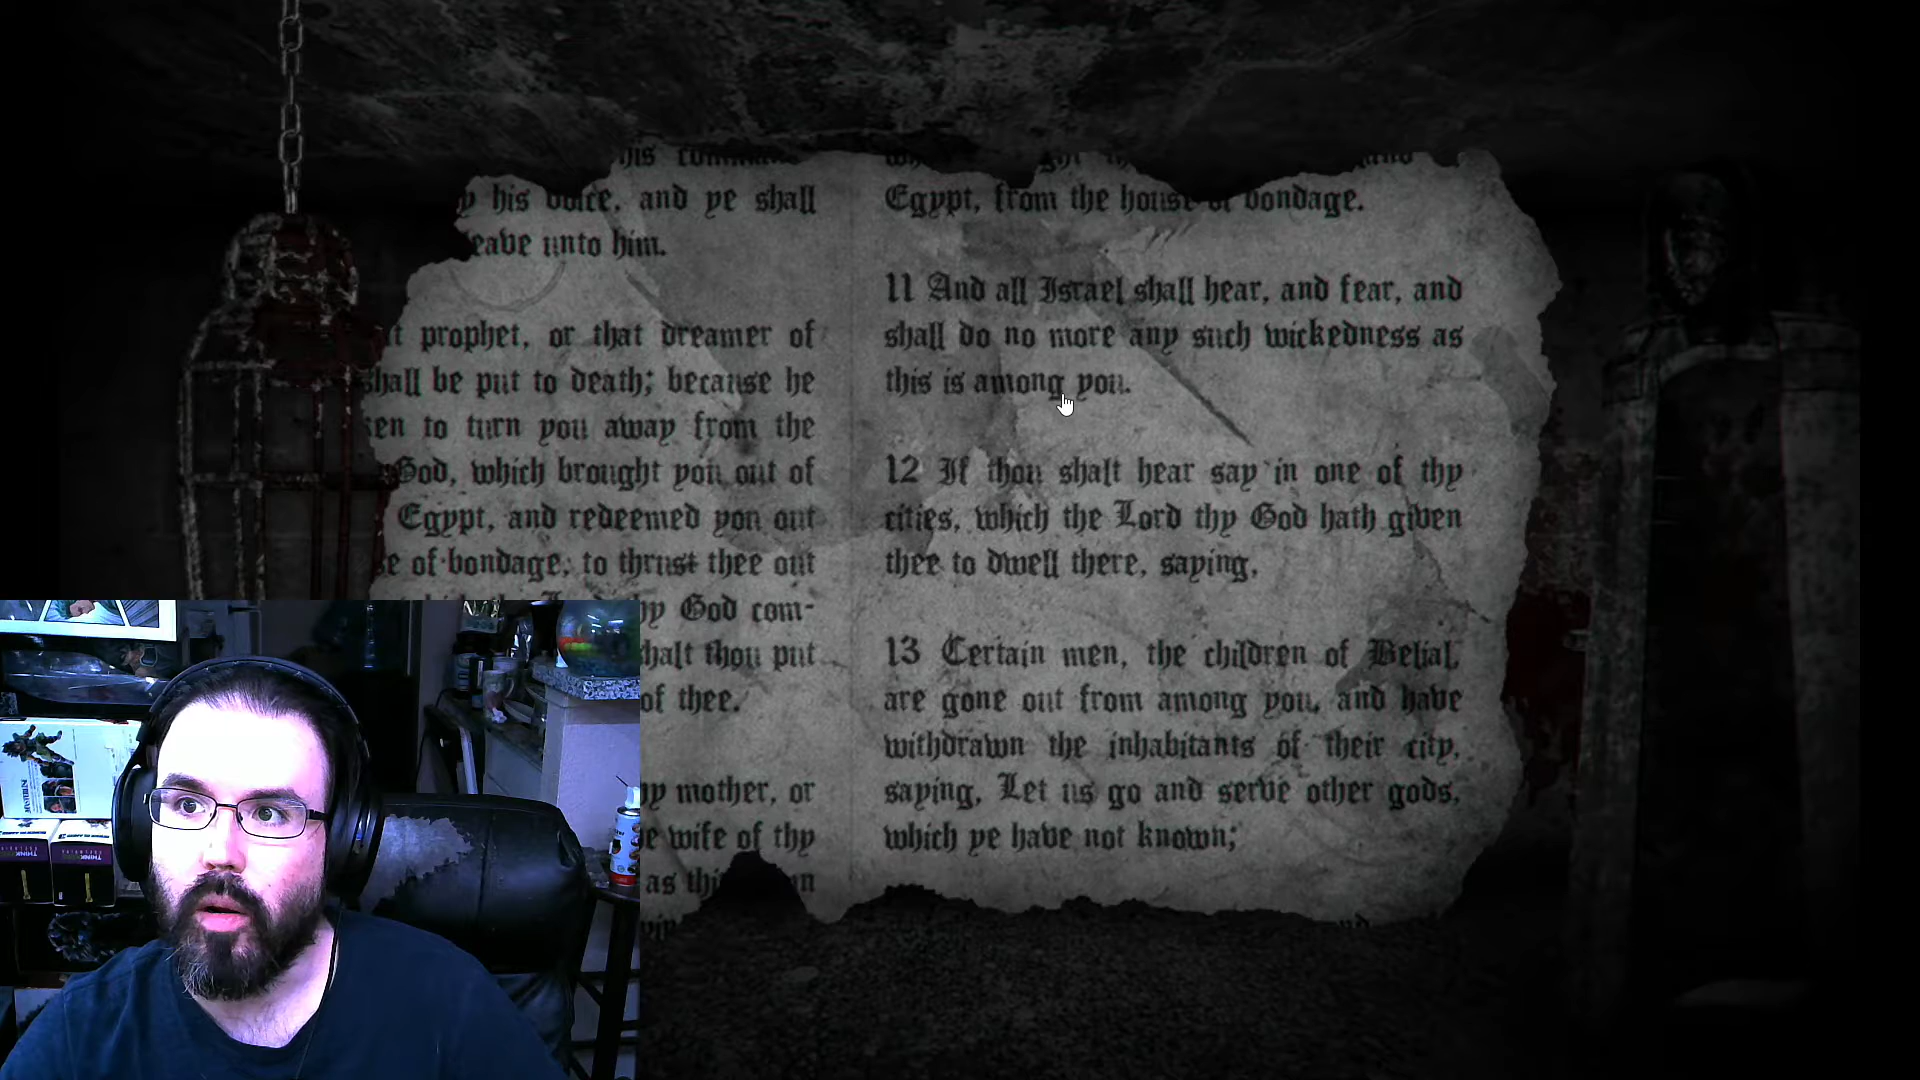 his
his voice, and ye shall
unto him.
prophet, or that dreamer of
shall be put to death; because he
to turn you away from the
God, which brought you out of
Egypt, and redeemed you out
of bondage, to thrust thee out
God com-
shalt thou put
of thee.
mother, or
wife of thy
as
Egypt, from the house of bondage.
11 And all Israel shall hear, and fear, and
shall do no more any such wickedness as
this is among you.
12 If thou shalt hear say in one of thy
cities, which the Lord thy God hath given
thee to dwell there, saying,
13 Certain men, the children of Belial,
are gone out from among you, and have
withdrawn the inhabitants of their city,
saying, Let us go and serve other gods,
which ye have not known;